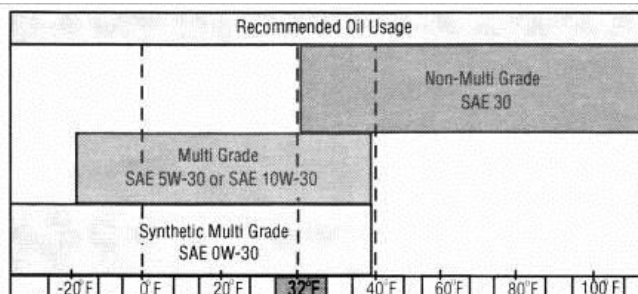 Recommended Oil Usage
Non-Multi Grade
SAE 30
Multi Grade
SAE 5W-30 or SAE 10W-30
Synthetic Multi Grade
SAE 0W-30
-20°F 0°F 20°F 32°F 40°F 60°F 80°F 100°F